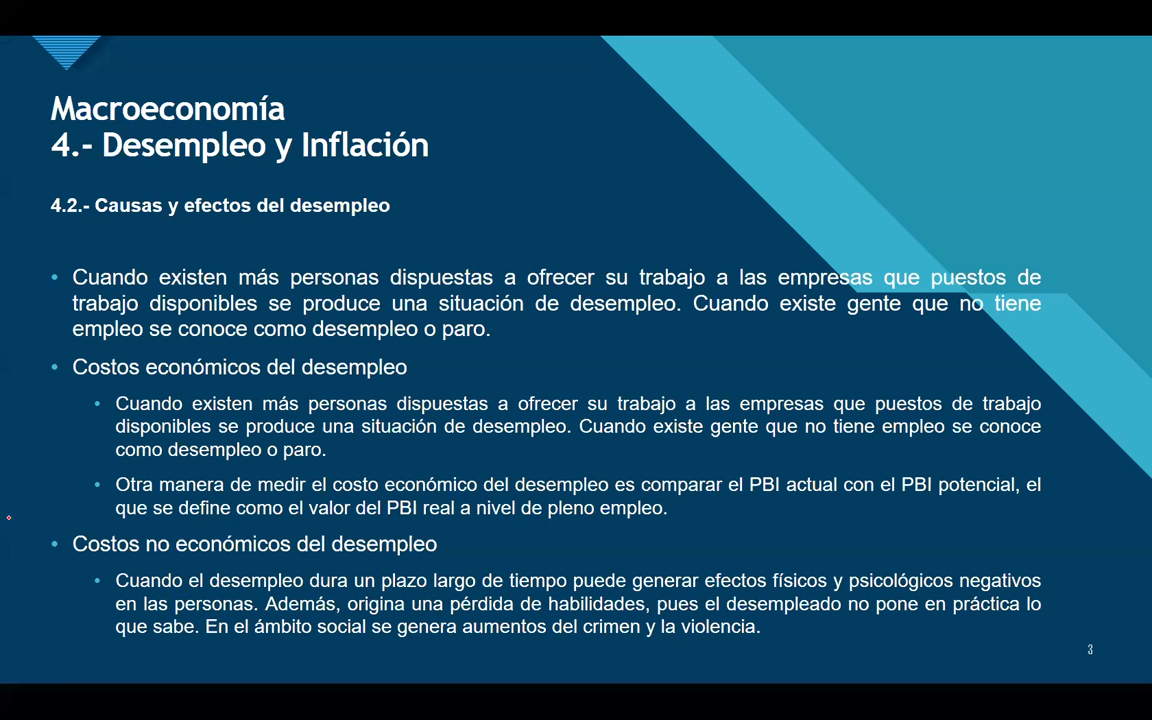 Macroeconomía
4.- Desempleo y Inflación
4.2.- Causas y efectos del desempleo
• Cuando existen más personas dispuestas a ofrecer su trabajo a las empresas que puestos de
trabajo disponibles se produce una situación de desempleo. Cuando existe gente que no tiene
empleo se conoce como desempleo o paro.
• Costos económicos del desempleo
• Cuando existen más personas dispuestas a ofrecer su trabajo a las empresas que puestos de trabajo
disponibles se produce una situación de desempleo. Cuando existe gente que no tiene empleo se conoce
como desempleo o paro.
• Otra manera de medir el costo económico del desempleo es comparar el PBI actual con el PBI potencial, el
que se define como el valor del PBI real a nivel de pleno empleo.
• Costos no económicos del desempleo
• Cuando el desempleo dura un plazo largo de tiempo puede generar efectos físicos y psicológicos negativos
en las personas. Además, origina una pérdida de habilidades, pues el desempleado no pone en práctica lo
que sabe. En el ámbito social se genera aumentos del crimen y la violencia.
3